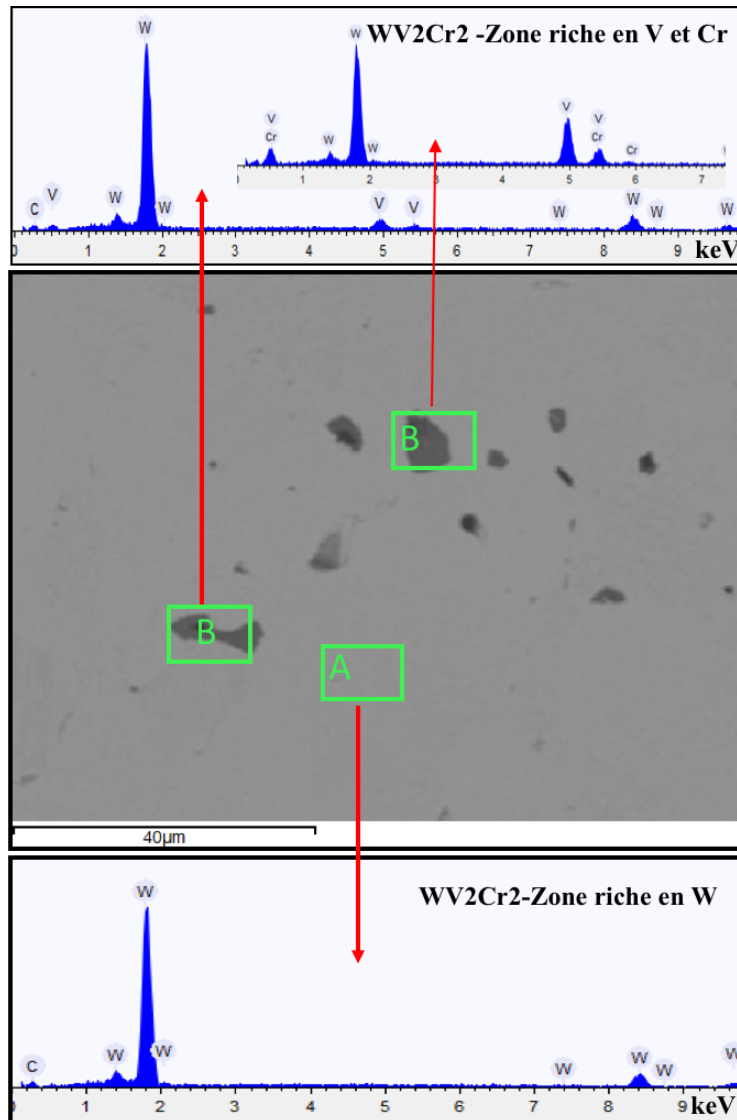 WV2Cr2 -Zone riche en V et Cr
W
C V W W V V W W W W
0 1 2 3 4 5 6 7 8 9 keV
W
V Cr W W V V Cr Cr
0 1 2 3 4 5 6 7
B
B
A
40µm
WV2Cr2-Zone riche en W
W
C W W W W W W
0 1 2 3 4 5 6 7 8 9 keV